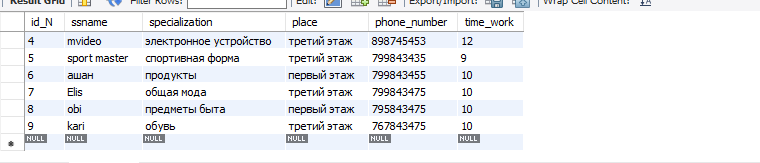 Result Grid Filter Rows: Edit: Export/Import: Wrap Cell Content:
id_N ssname specialization place phone_number time_work
4 mvideo электронное устройство третий этаж 898745453 12
5 sport master спортивная форма третий этаж 799843435 9
6 ашан продукты первый этаж 799843455 10
7 Elis общая мода третий этаж 799843475 10
8 obi предметы быта первый этаж 795843475 10
9 kari обувь третий этаж 767843475 10
NULL NULL NULL NULL NULL NULL